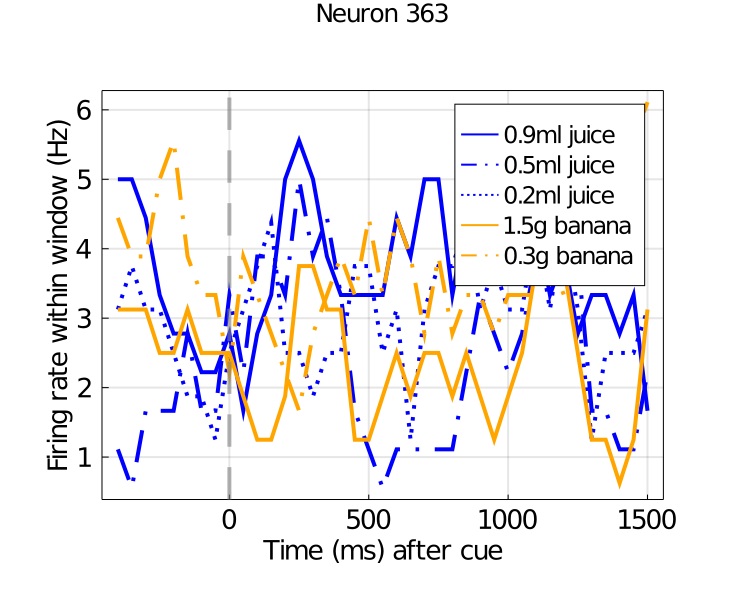 Neuron 363
Firing rate within window (Hz)
6
5
4
3
2
1
0.9ml juice
0.5ml juice
0.2ml juice
1.5g banana
0.3g banana
0 500 1000 1500
Time (ms) after cue